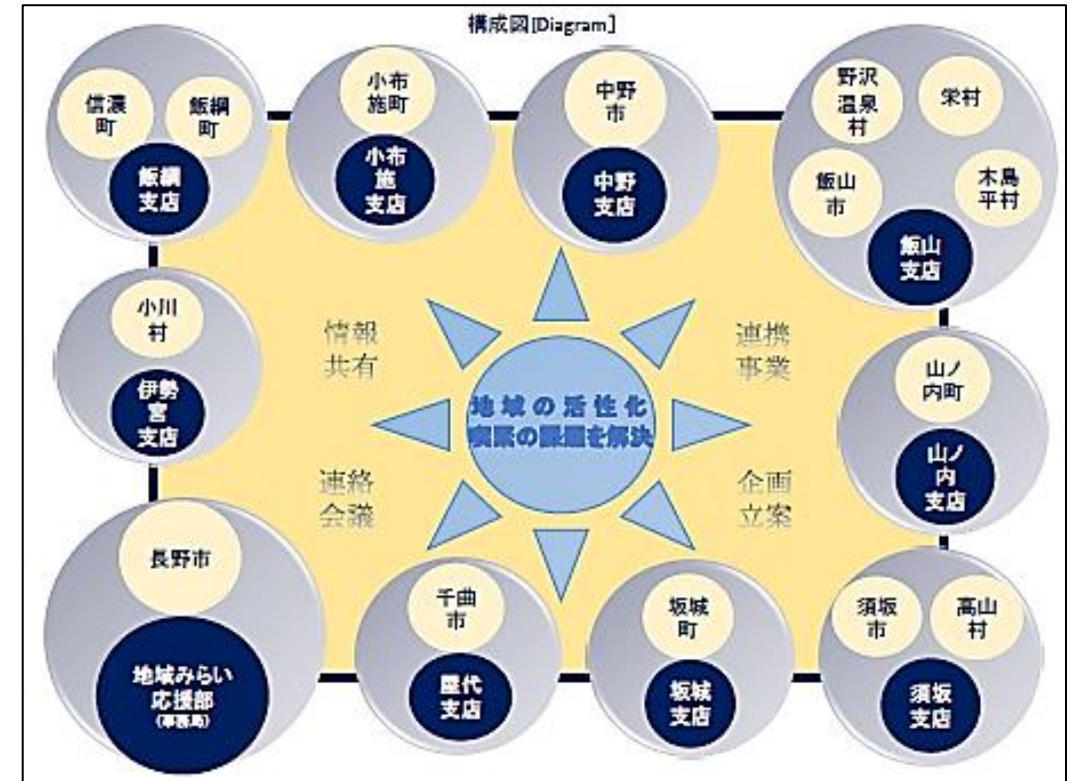 構成図[Diagram]
信濃
町
飯綱
町
飯綱
支店
小布
施町
小布
施
支店
中野
市
中野
支店
野沢
温泉
村
栄村
飯山
市
木島
平村
飯山
支店
小川
村
伊勢
宮
支店
情報
共有
連携
事業
山ノ
内町
山ノ
内
支店
地域の活性化
喫緊の課題を解決
連絡
会議
企画
立案
長野市
地域みらい
応援部
(事務局)
千曲
市
屋代
支店
坂城
町
坂城
支店
須坂
市
高山
村
須坂
支店